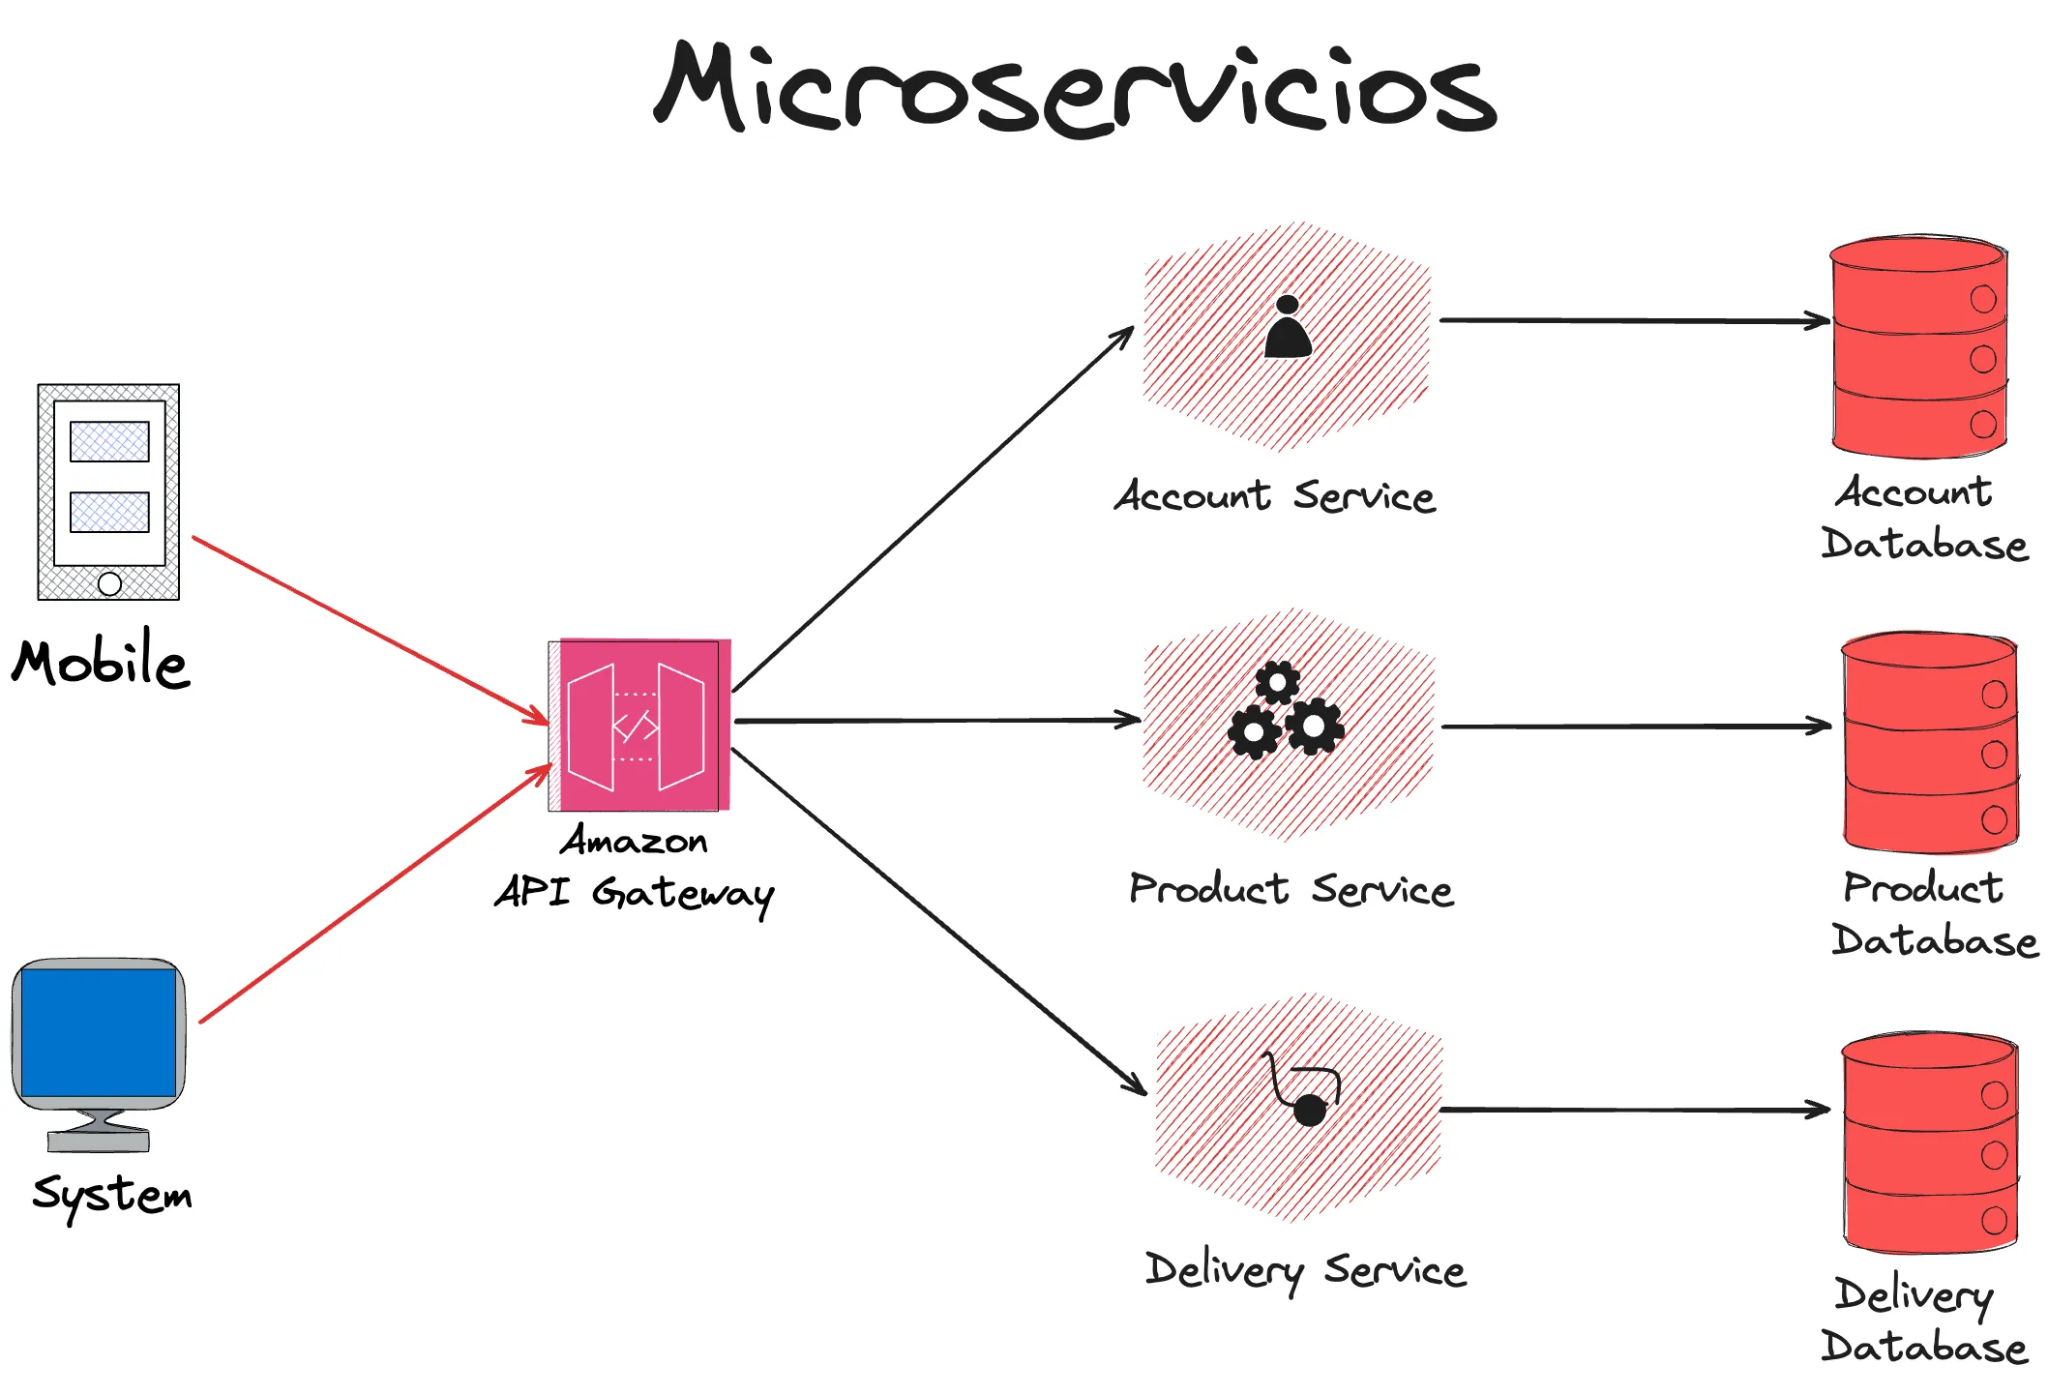 Microservicios
Account Service
Account
Database
Mobile
Amazon
API Gateway
Product Service
Product
Database
System
Delivery Service
Delivery
Database